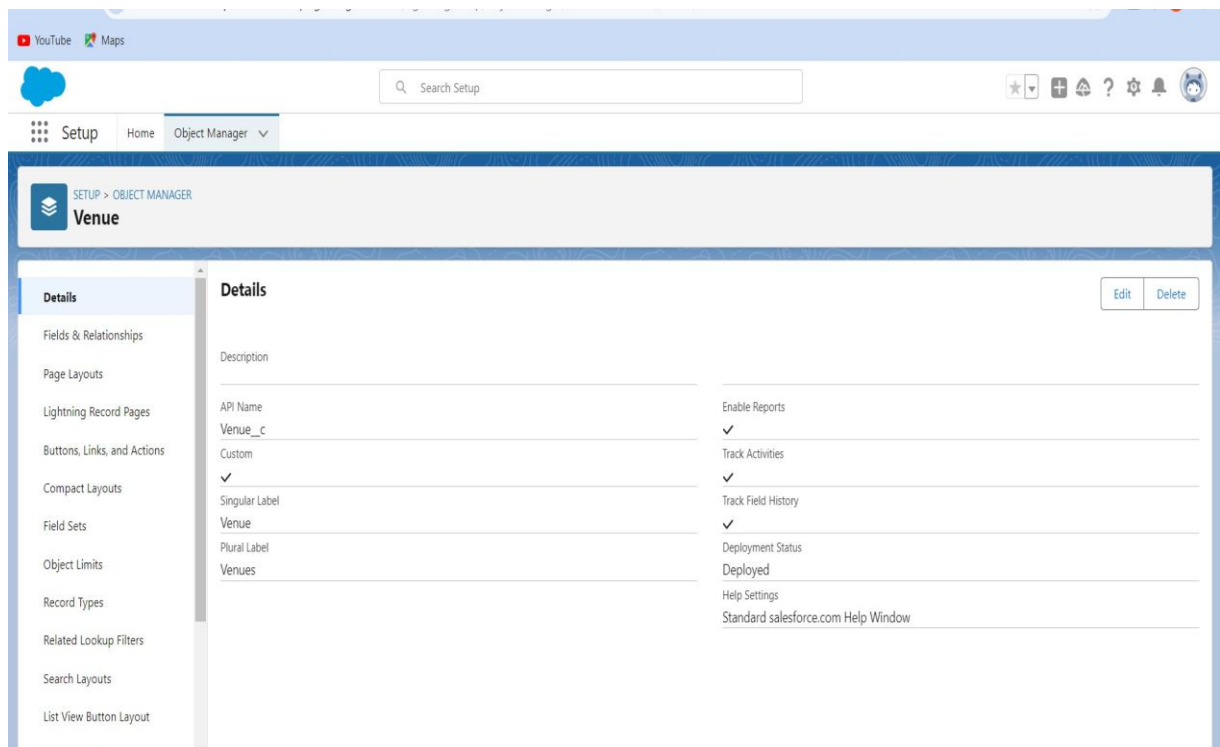 YouTube Maps
Search Setup
Setup Home Object Manager
SETUP > OBJECT MANAGER
Venue
Details
Fields & Relationships
Page Layouts
Lightning Record Pages
Buttons, Links, and Actions
Compact Layouts
Field Sets
Object Limits
Record Types
Related Lookup Filters
Search Layouts
List View Button Layout
Details
Edit Delete
Description
API Name
Venue__c
Custom
Singular Label
Venue
Plural Label
Venues
Enable Reports
Track Activities
Track Field History
Deployment Status
Deployed
Help Settings
Standard salesforce.com Help Window